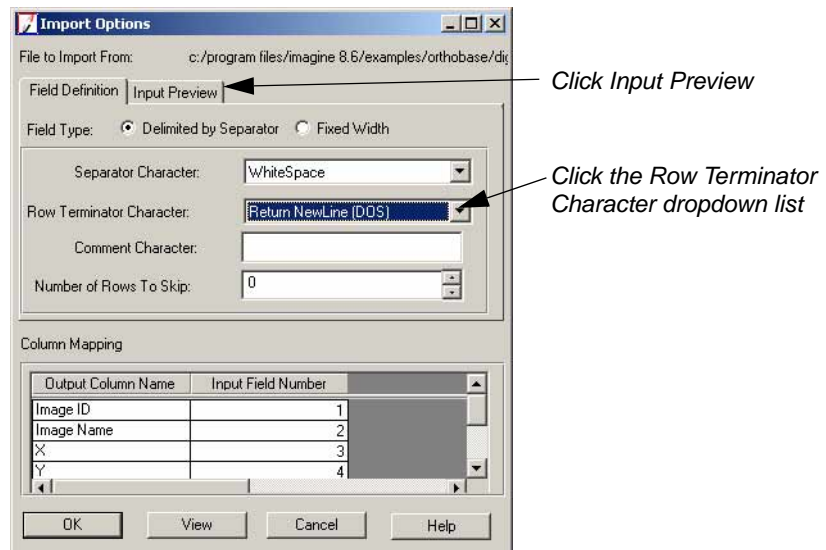 Import Options
File to Import From: c:/program files/imagine 8.6/examples/orthobase/dig
Field Definition Input Preview
Click Input Preview
Field Type: Delimited by Separator Fixed Width
Separator Character: WhiteSpace
Click the Row Terminator
Character dropdown list
Row Terminator Character: Return NewLine (DOS)
Comment Character:
Number of Rows To Skip: 0
Column Mapping
Output Column Name Input Field Number
Image ID 1
Image Name 2
X 3
Y 4
OK View Cancel Help